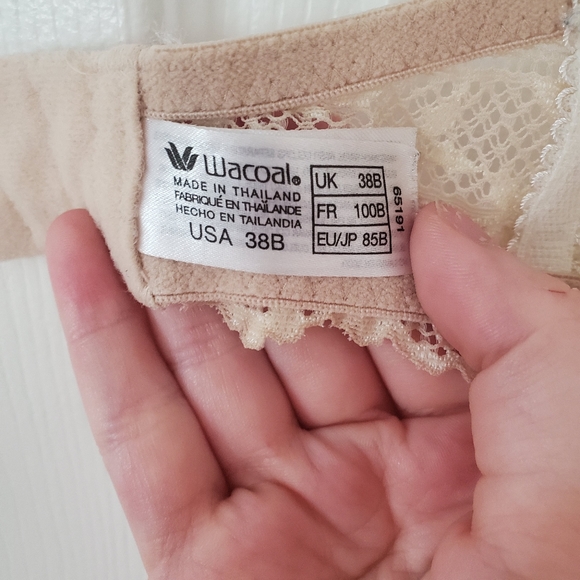 Wacoal®
MADE IN THAILAND
FABRIQUÉ EN THAÏLANDE
HECHO EN TAILANDIA
USA 38B
UK 38B
FR 100B
EU/JP 85B
65191